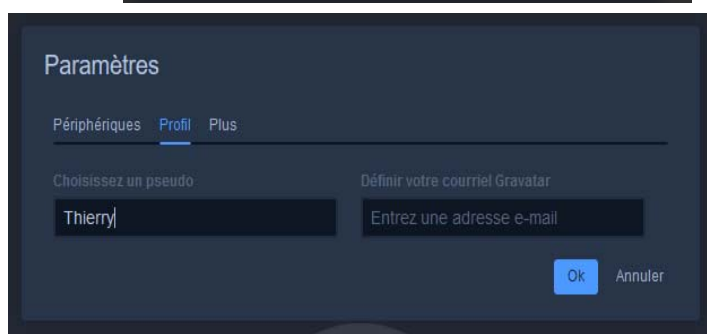 Paramètres
Périphériques Profil Plus
Choisissez un pseudo Définir votre courriel Gravatar
Thierry Entrez une adresse e-mail
Ok Annuler